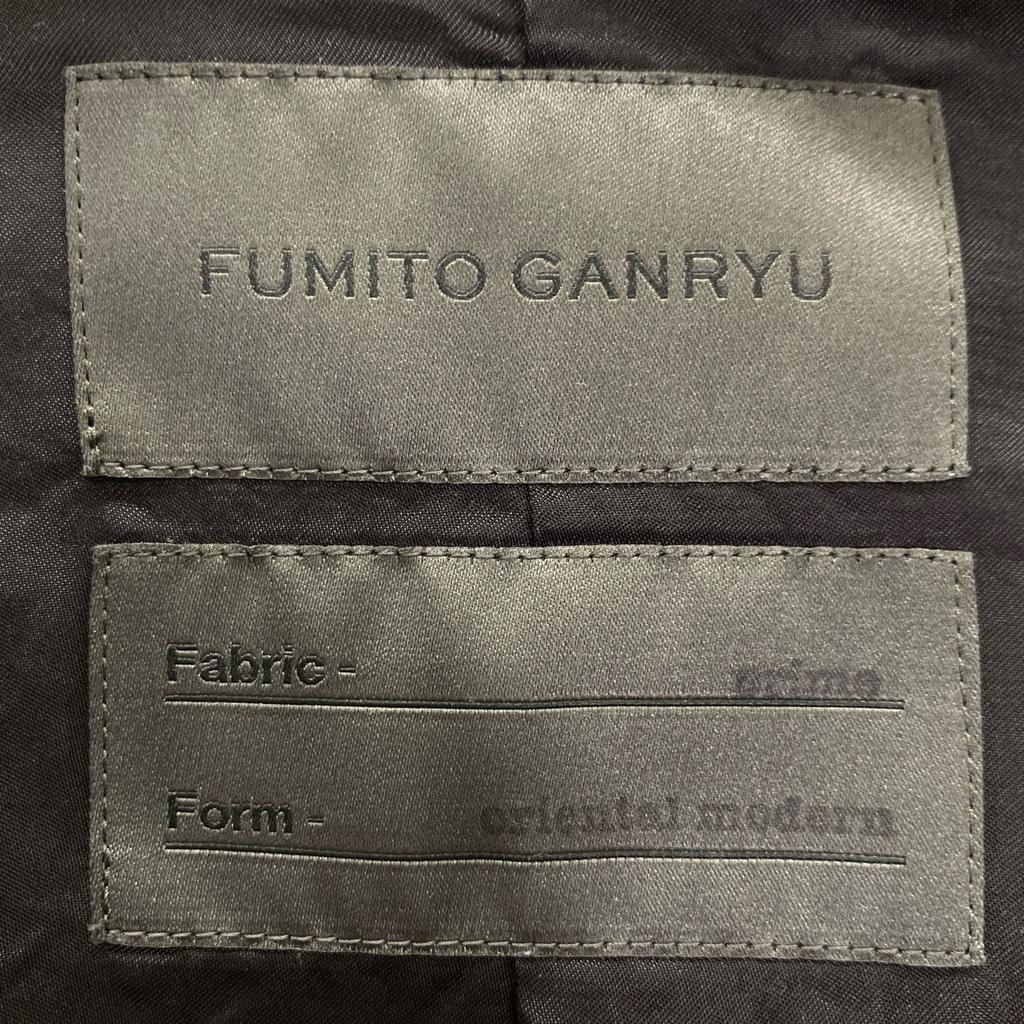 FUMITO GANRYU
Fabric - prime
Form - oriental modern